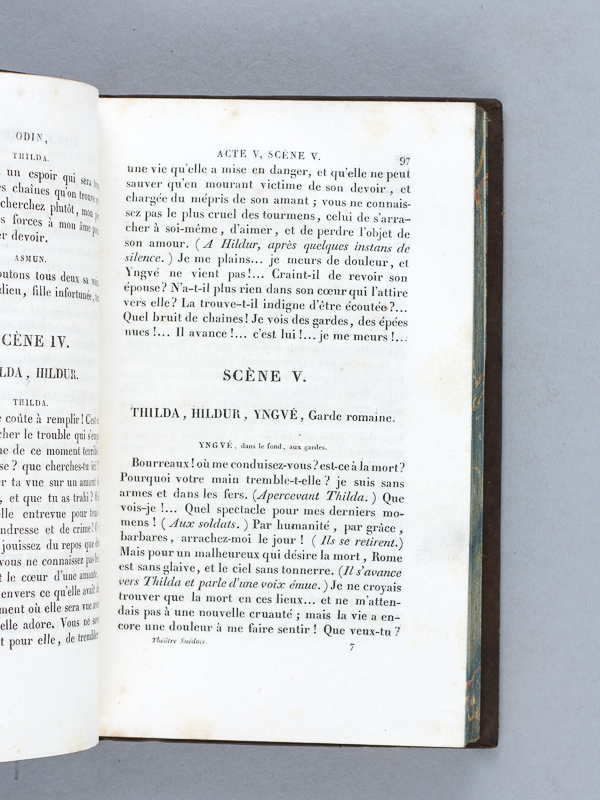 ODIN,
THILDA.
un espoir qui sera
chaînes qu'on trouve
cherchez plutôt, mon
forces à mon âme pour
devoir.
ASMUN.
tous deux sa voix.
dieu, fille infortunée,
SCÈNE IV.
HILDUR.
THILDA.
coûte à remplir! C'est
le trouble qui
de ce moment terrible
? que cherches-tu ici?
ta vue sur un amant
, et que tu as trahi?
entrevue pour
et de crime!
jouissez du repos que
vous ne connaissez pas
le cœur d'une amante,
envers ce qu'elle avait
où elle sera vue avec
elle adore. Vous ne
pour elle, de trembler
ACTE V, SCÈNE V. 97
une vie qu'elle a mise en danger, et qu'elle ne peut
sauver qu'en mourant victime de son devoir, et
chargée du mépris de son amant; vous ne connais-
sez pas le plus cruel des tourmens, celui de s'arra-
cher à soi-même, d'aimer, et de perdre l'objet de
son amour. (A Hildur, après quelques instans de
silence.) Je me plains... je meurs de douleur, et
Yngvé ne vient pas!... Craint-il de revoir son
épouse? N'a-t-il plus rien dans son cœur qui l'attire
vers elle? La trouve-t-il indigne d'être écoutée?...
Quel bruit de chaînes! Je vois des gardes, des épées
nues!... Il avance!... c'est lui!... je me meurs!...
SCÈNE V.
THILDA, HILDUR, YNGVÉ, Garde romaine.
YNGVÉ, dans le fond, aux gardes.
Bourreaux! où me conduisez-vous? est-ce à la mort?
Pourquoi votre main tremble-t-elle? je suis sans
armes et dans les fers. (Apercevant Thilda.) Que
vois-je!... Quel spectacle pour mes derniers mo-
mens! (Aux soldats.) Par humanité, par grâce,
barbares, arrachez-moi le jour! (Ils se retirent.)
Mais pour un malheureux qui désire la mort, Rome
est sans glaive, et le ciel sans tonnerre. (Il s'avance
vers Thilda et parle d'une voix émue.) Je ne croyais
trouver que la mort en ces lieux... et ne m'atten-
dais pas à une nouvelle cruauté; mais la vie a en-
core une douleur à me faire sentir! Que veux-tu?
Théâtre Suédois. 7